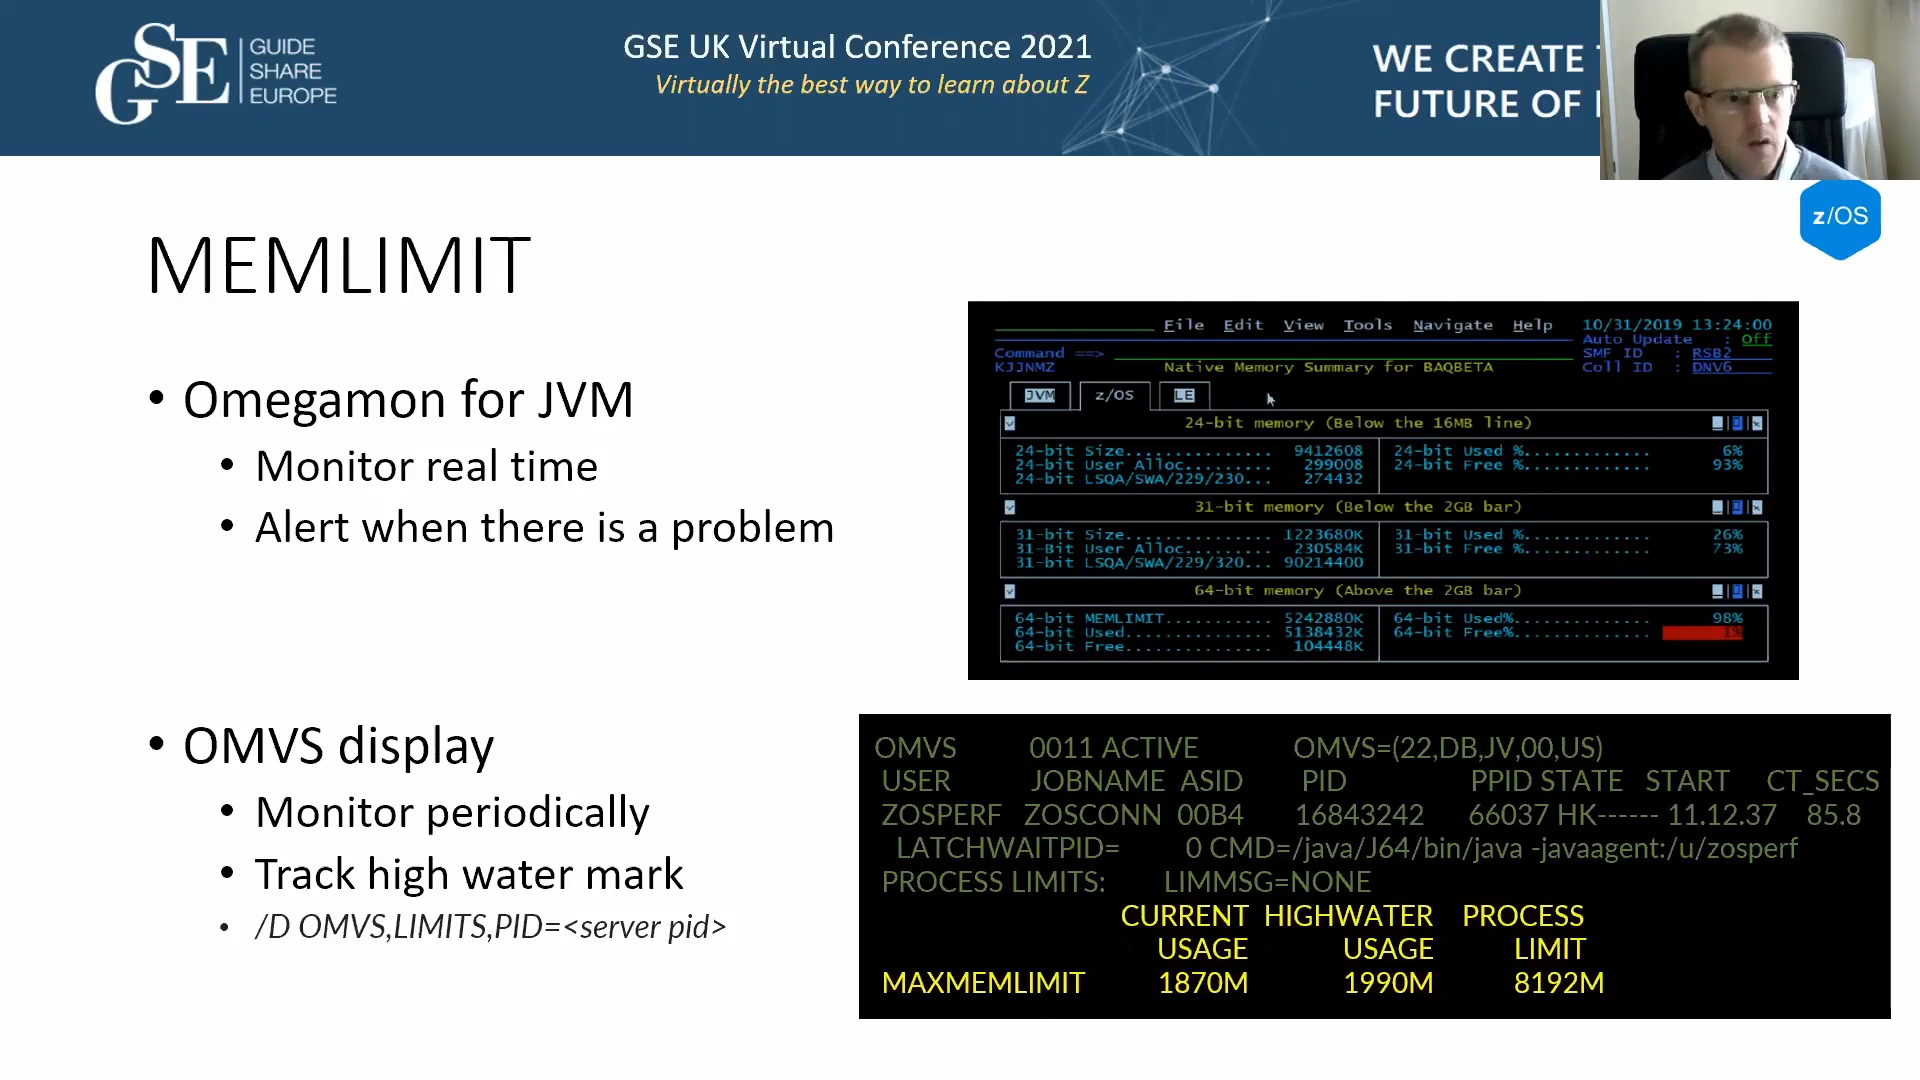 GSE
GUIDE
SHARE
EUROPE
GSE UK Virtual Conference 2021
Virtually the best way to learn about Z
WE CREATE
FUTURE OF
z/OS
MEMLIMIT
• Omegamon for JVM
• Monitor real time
• Alert when there is a problem
File Edit View Tools Navigate Help 10/31/2019 13:24:00
Auto Update : Off
Command ==> SMF ID : RSB2
KJJNMZ Native Memory Summary for BAQBETA Coll ID : DNV6
JVM z/OS LE
24-bit memory (Below the 16MB line)
24-bit Size............... 9412608 24-bit Used %............. 6%
24-bit User Alloc......... 299008 24-bit Free %............. 93%
24-bit LSQA/SWA/229/230... 274432
31-bit memory (Below the 2GB bar)
31-bit Size............... 1223680K 31-bit Used %............. 26%
31-Bit User Alloc......... 230584K 31-bit Free %............. 73%
31-bit LSQA/SWA/229/320... 90214400
64-bit memory (Above the 2GB bar)
64-bit MEMLIMIT........... 5242880K 64-bit Used%.............. 98%
64-bit Used............... 5138432K 64-bit Free%.............. 1%
64-bit Free............... 104448K
• OMVS display
• Monitor periodically
• Track high water mark
• /D OMVS,LIMITS,PID=<server pid>
OMVS 0011 ACTIVE OMVS=(22,DB,JV,00,US)
USER JOBNAME ASID PID PPID STATE START CT_SECS
ZOSPERF ZOSCONN 00B4 16843242 66037 HK------ 11.12.37 85.8
LATCHWAITPID= 0 CMD=/java/J64/bin/java -javaagent:/u/zosperf
PROCESS LIMITS: LIMMSG=NONE
CURRENT HIGHWATER PROCESS
USAGE USAGE LIMIT
MAXMEMLIMIT 1870M 1990M 8192M